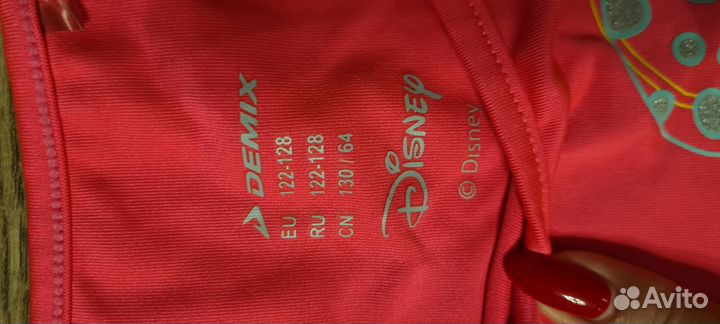 DEMIX
EU 122-128
RU 122-128
CN 130 / 64
Disney
© Disney
Avito